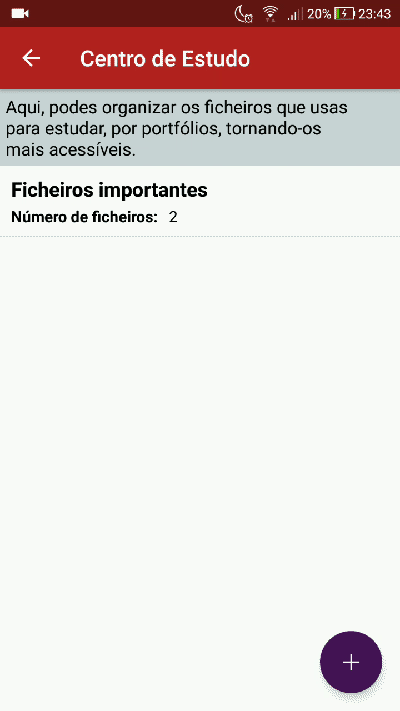 20% 23:43
Centro de Estudo
Aqui, podes organizar os ficheiros que usas
para estudar, por portfólios, tornando-os
mais acessíveis.
Ficheiros importantes
Número de ficheiros: 2